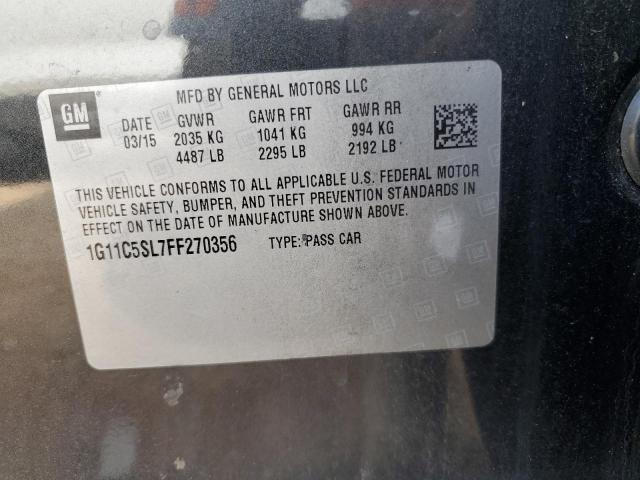 GM
MFD BY GENERAL MOTORS LLC
DATE GVWR GAWR FRT GAWR RR
03/15 2035 KG 1041 KG 994 KG
4487 LB 2295 LB 2192 LB
THIS VEHICLE CONFORMS TO ALL APPLICABLE U.S. FEDERAL MOTOR
VEHICLE SAFETY, BUMPER, AND THEFT PREVENTION STANDARDS IN
EFFECT ON THE DATE OF MANUFACTURE SHOWN ABOVE.
1G11C5SL7FF270356 TYPE: PASS CAR